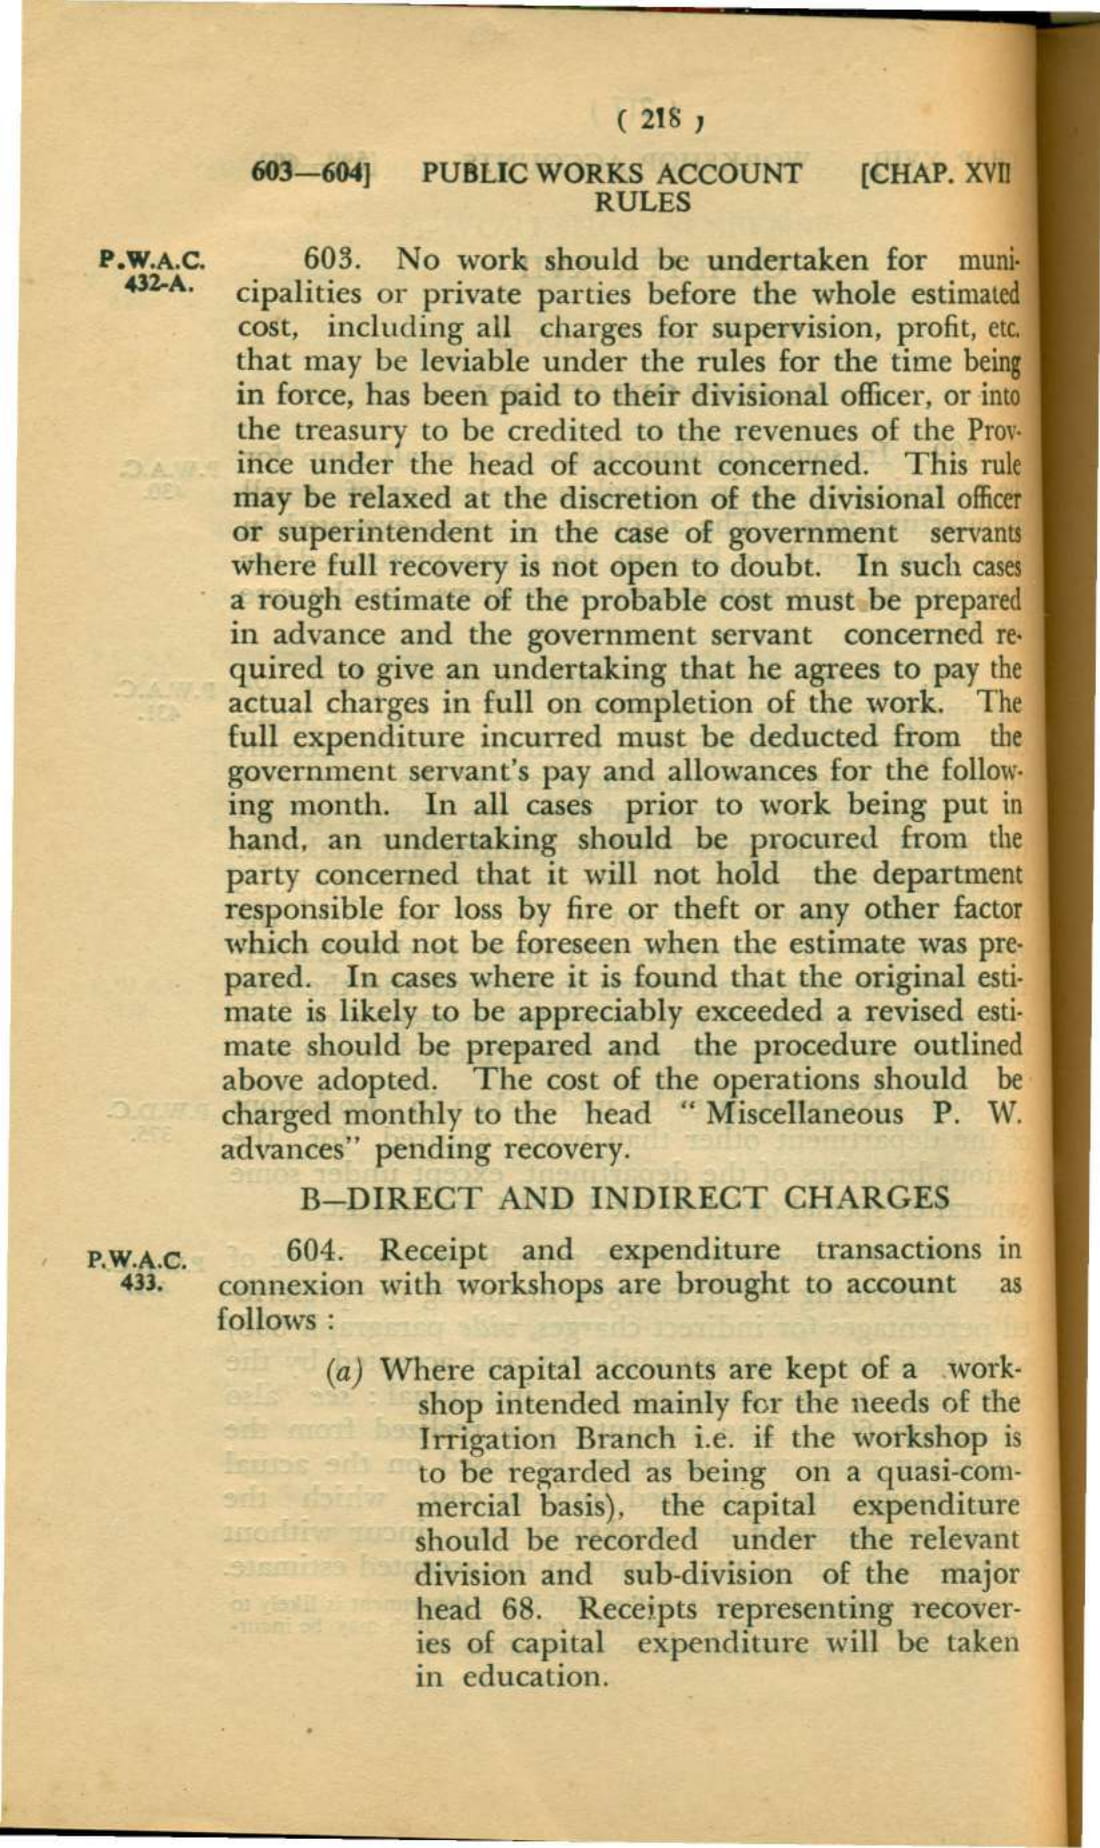 ( 218 )
603—604] PUBLIC WORKS ACCOUNT [CHAP. XVII
RULES
P.W.A.C.
432-A.
603. No work should be undertaken for muni-
cipalities or private parties before the whole estimated
cost, including all charges for supervision, profit, etc.
that may be leviable under the rules for the time being
in force, has been paid to their divisional officer, or into
the treasury to be credited to the revenues of the Prov-
ince under the head of account concerned. This rule
may be relaxed at the discretion of the divisional officer
or superintendent in the case of government servants
where full recovery is not open to doubt. In such cases
a rough estimate of the probable cost must be prepared
in advance and the government servant concerned re-
quired to give an undertaking that he agrees to pay the
actual charges in full on completion of the work. The
full expenditure incurred must be deducted from the
government servant's pay and allowances for the follow-
ing month. In all cases prior to work being put in
hand, an undertaking should be procured from the
party concerned that it will not hold the department
responsible for loss by fire or theft or any other factor
which could not be foreseen when the estimate was pre-
pared. In cases where it is found that the original esti-
mate is likely to be appreciably exceeded a revised esti-
mate should be prepared and the procedure outlined
above adopted. The cost of the operations should be
charged monthly to the head “ Miscellaneous P. W.
advances” pending recovery.
B—DIRECT AND INDIRECT CHARGES
P.W.A.C.
433.
604. Receipt and expenditure transactions in
connexion with workshops are brought to account as
follows :
(a) Where capital accounts are kept of a work-
shop intended mainly for the needs of the
Irrigation Branch i.e. if the workshop is
to be regarded as being on a quasi-com-
mercial basis), the capital expenditure
should be recorded under the relevant
division and sub-division of the major
head 68. Receipts representing recover-
ies of capital expenditure will be taken
in education.